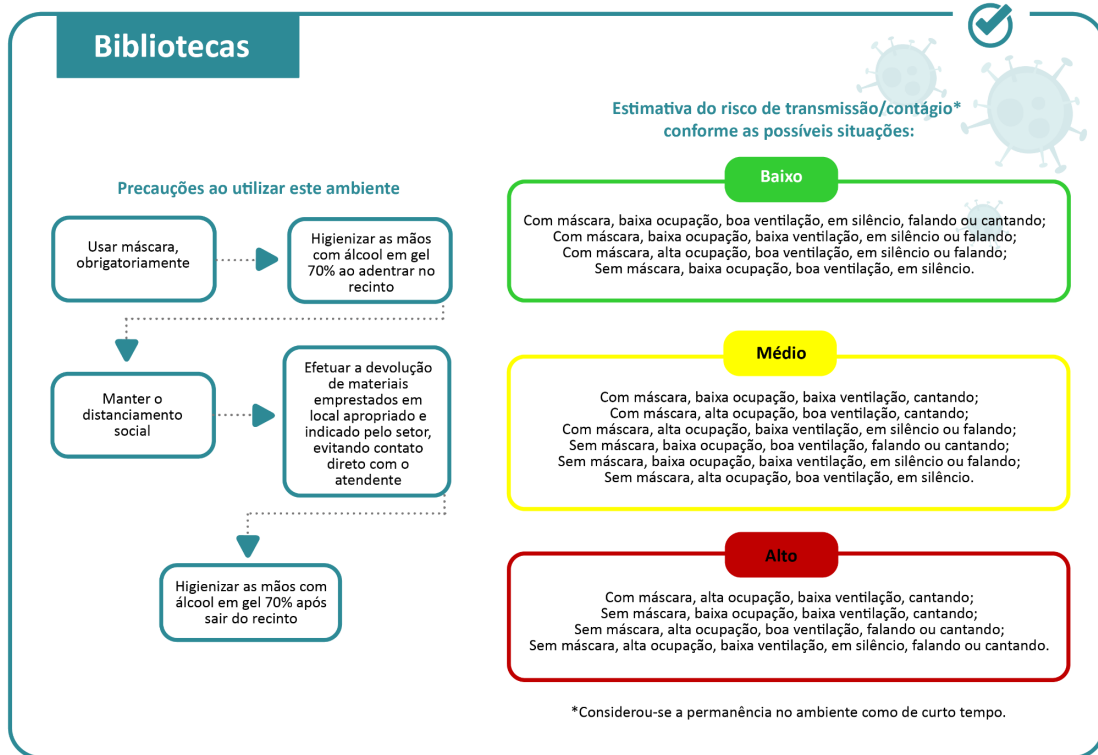 Bibliotecas
Precauções ao utilizar este ambiente
Usar máscara,
obrigatoriamente
Higienizar as mãos
com álcool em gel
70% ao adentrar no
recinto
Manter o
distanciamento
social
Efetuar a devolução
de materiais
emprestados em
local apropriado e
indicado pelo setor,
evitando contato
direto com o
atendente
Higienizar as mãos com
álcool em gel 70% após
sair do recinto
Estimativa do risco de transmissão/contágio*
conforme as possíveis situações:
Baixo
Com máscara, baixa ocupação, boa ventilação, em silêncio, falando ou cantando;
Com máscara, baixa ocupação, baixa ventilação, em silêncio ou falando;
Com máscara, alta ocupação, boa ventilação, em silêncio ou falando;
Sem máscara, baixa ocupação, boa ventilação, em silêncio.
Médio
Com máscara, baixa ocupação, baixa ventilação, cantando;
Com máscara, alta ocupação, boa ventilação, cantando;
Com máscara, alta ocupação, baixa ventilação, em silêncio ou falando;
Sem máscara, baixa ocupação, boa ventilação, falando ou cantando;
Sem máscara, baixa ocupação, baixa ventilação, em silêncio ou falando;
Sem máscara, alta ocupação, boa ventilação, em silêncio.
Alto
Com máscara, alta ocupação, baixa ventilação, cantando;
Sem máscara, baixa ocupação, baixa ventilação, cantando;
Sem máscara, alta ocupação, boa ventilação, falando ou cantando;
Sem máscara, alta ocupação, baixa ventilação, em silêncio, falando ou cantando.
*Considerou-se a permanência no ambiente como de curto tempo.